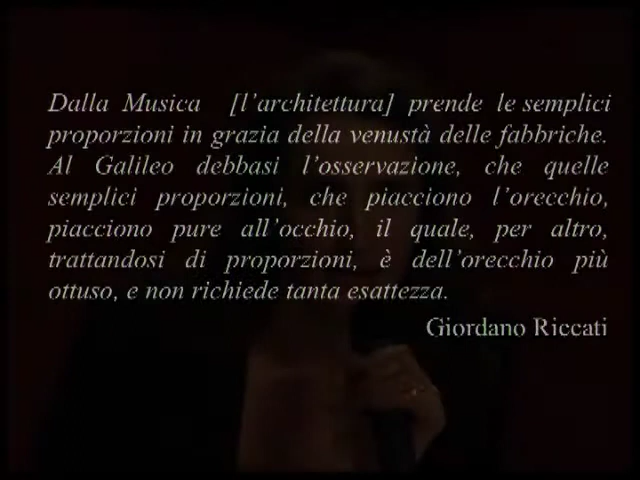 Dalla Musica [l'architettura] prende le semplici
proporzioni in grazia della venustà delle fabbriche.
Al Galileo debbasi l'osservazione, che quelle
semplici proporzioni, che piacciono l'orecchio,
piacciono pure all'occhio, il quale, per altro,
trattandosi di proporzioni, è dell'orecchio più
ottuso, e non richiede tanta esattezza.
Giordano Riccati